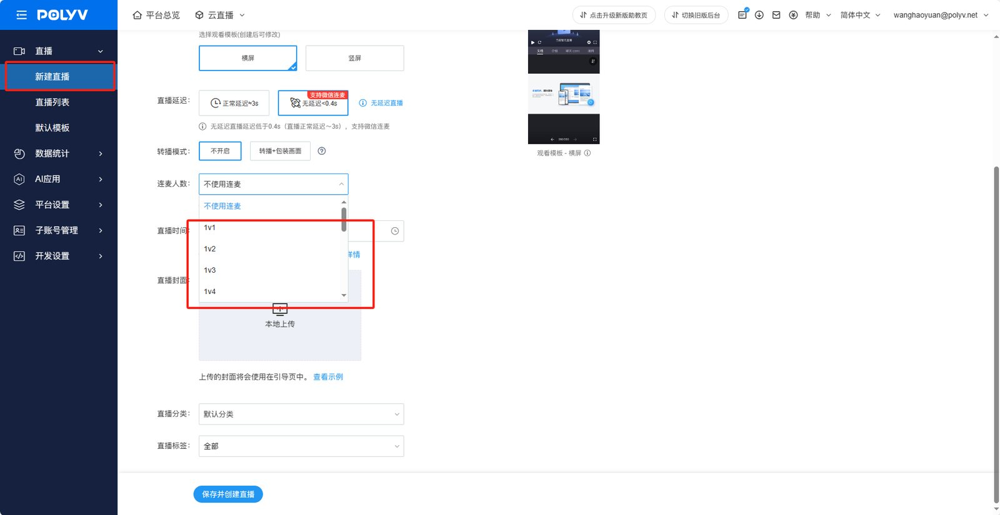 POLYV
平台总览
云直播
点击升级新版助教页
切换旧版后台
帮助
简体中文
wanghaoyuan@polyv.net
直播
新建直播
直播列表
默认模板
数据统计
AI应用
平台设置
子账号管理
开发设置
选择观看模板(创建后可修改)
横屏
竖屏
直播延迟：
正常延迟≈3s
支持微信连麦
无延迟<0.4s
无延迟直播
无延迟直播延迟低于0.4s（直播正常延迟～3s），支持微信连麦
转播模式：
不开启
转播+包装画面
连麦人数：
不使用连麦
不使用连麦
1v1
1v2
1v3
1v4
直播时间
详情
直播封面：
本地上传
上传的封面将会使用在引导页中。 查看示例
直播分类：
默认分类
直播标签：
全部
保存并创建直播
当前暂无直播
文档
介绍
观看模板 - 横屏